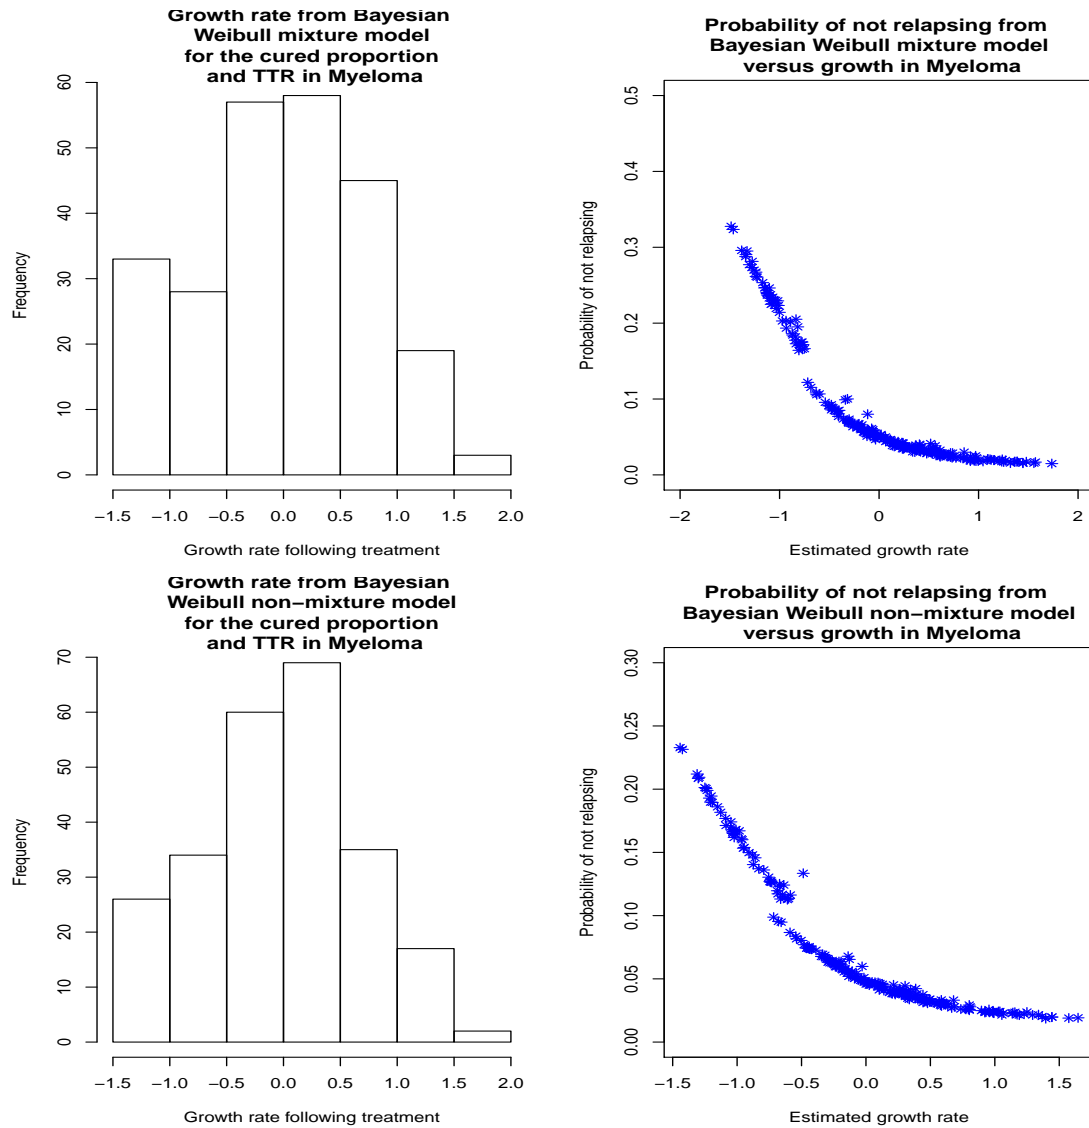 Growth rate from Bayesian
Weibull mixture model
for the cured proportion
and TTR in Myeloma
Frequency
0
10
20
30
40
50
60
−1.5
−1.0
−0.5
0.0
0.5
1.0
1.5
2.0
Growth rate following treatment
Probability of not relapsing from
Bayesian Weibull mixture model
versus growth in Myeloma
Probability of not relapsing
0.0
0.1
0.2
0.3
0.4
0.5
−2
−1
0
1
2
Estimated growth rate
Growth rate from Bayesian
Weibull non−mixture model
for the cured proportion
and TTR in Myeloma
Frequency
0
10
20
30
40
50
60
70
−1.5
−1.0
−0.5
0.0
0.5
1.0
1.5
2.0
Growth rate following treatment
Probability of not relapsing from
Bayesian Weibull non−mixture model
versus growth in Myeloma
Probability of not relapsing
0.00
0.05
0.10
0.15
0.20
0.25
0.30
−1.5
−1.0
−0.5
0.0
0.5
1.0
1.5
Estimated growth rate